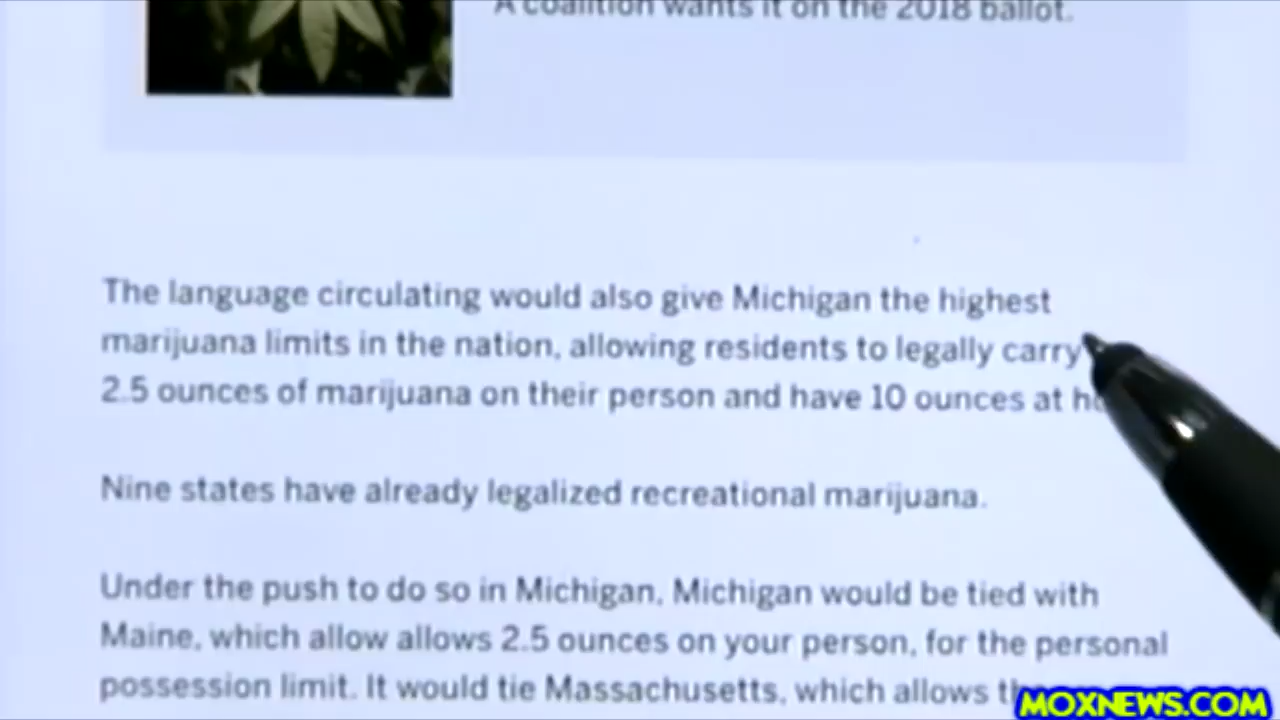 A coalition wants it on the 2018 ballot.
The language circulating would also give Michigan the highest
marijuana limits in the nation, allowing residents to legally carry
2.5 ounces of marijuana on their person and have 10 ounces at
Nine states have already legalized recreational marijuana.
Under the push to do so in Michigan, Michigan would be tied with
Maine, which allow allows 2.5 ounces on your person, for the personal
possession limit. It would tie Massachusetts, which allows
MOXNEWS.COM